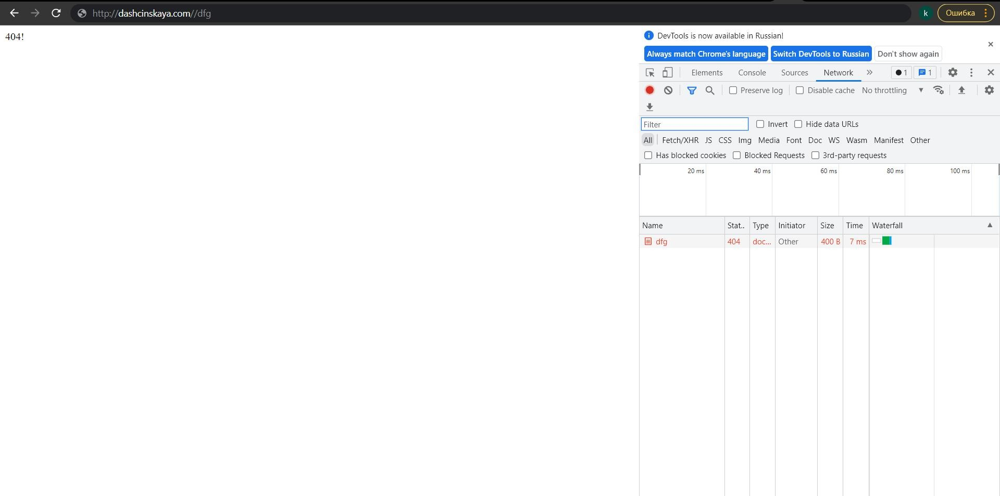 http://dashcinskaya.com//dfg
k
Ошибка
404!
DevTools is now available in Russian!
Always match Chrome's language
Switch DevTools to Russian
Don't show again
Elements
Console
Sources
Network
1
1
Preserve log
Disable cache
No throttling
Filter
Invert
Hide data URLs
All
Fetch/XHR
JS
CSS
Img
Media
Font
Doc
WS
Wasm
Manifest
Other
Has blocked cookies
Blocked Requests
3rd-party requests
20 ms
40 ms
60 ms
80 ms
100 ms
Name
Stat..
Type
Initiator
Size
Time
Waterfall
dfg
404
doc...
Other
400 B
7 ms